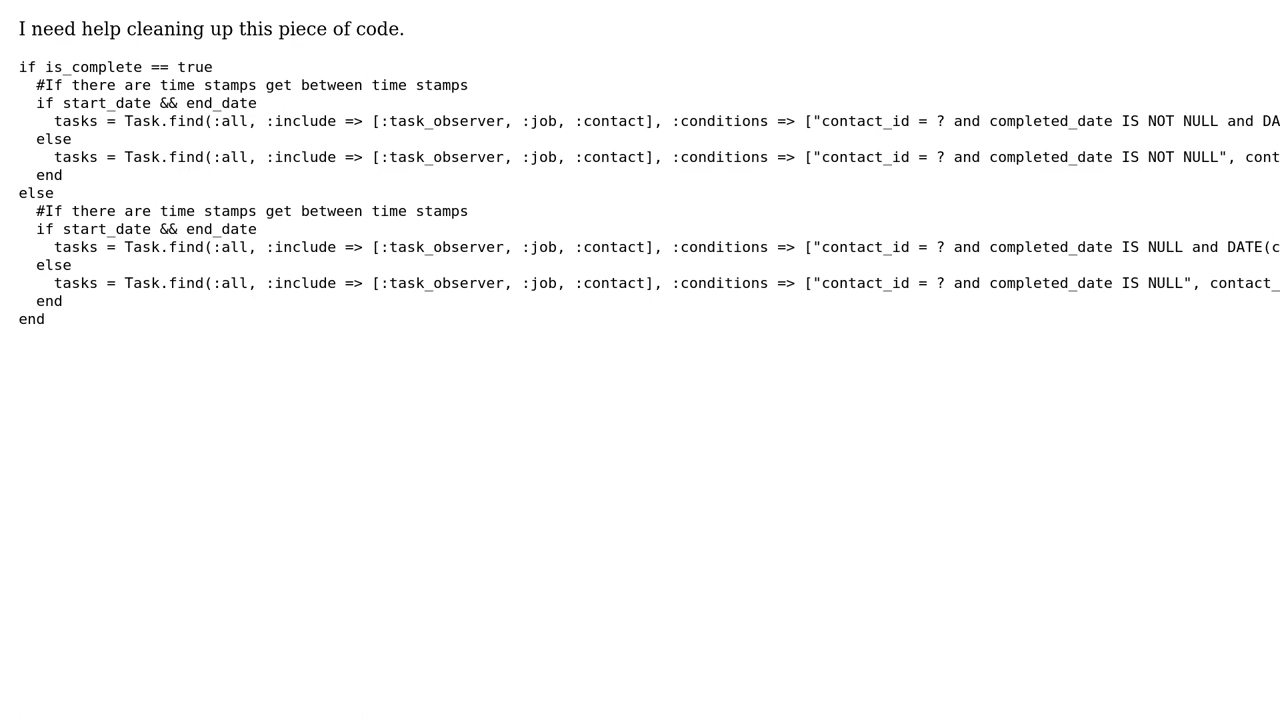 I need help cleaning up this piece of code.
if is_complete == true
  #If there are time stamps get between time stamps
  if start_date && end_date
    tasks = Task.find(:all, :include => [:task_observer, :job, :contact], :conditions => ["contact_id = ? and completed_date IS NOT NULL and DA
  else
    tasks = Task.find(:all, :include => [:task_observer, :job, :contact], :conditions => ["contact_id = ? and completed_date IS NOT NULL", cont
  end
else
  #If there are time stamps get between time stamps
  if start_date && end_date
    tasks = Task.find(:all, :include => [:task_observer, :job, :contact], :conditions => ["contact_id = ? and completed_date IS NULL and DATE(c
  else
    tasks = Task.find(:all, :include => [:task_observer, :job, :contact], :conditions => ["contact_id = ? and completed_date IS NULL", contact_
  end
end